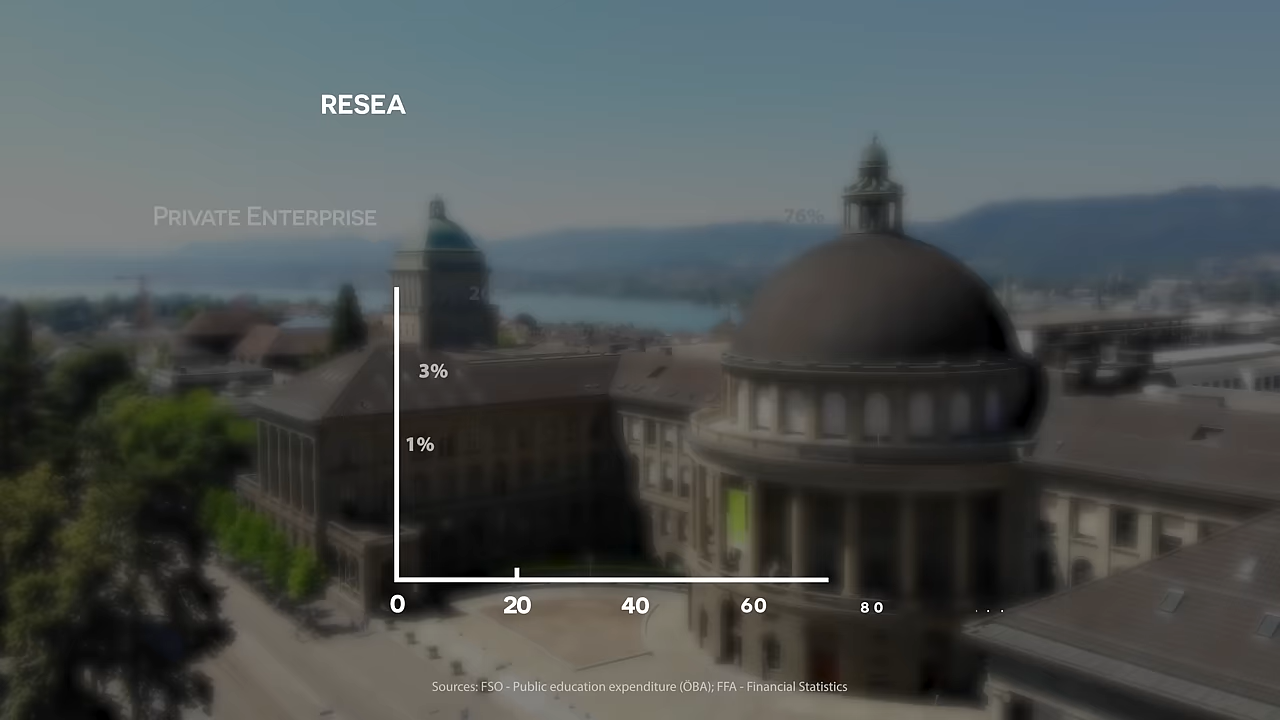 RESEA
PRIVATE ENTERPRISE 76%
3%
1%
0 20 40 60 80
Sources: FSO - Public education expenditure (ÖBA); FFA - Financial Statistics